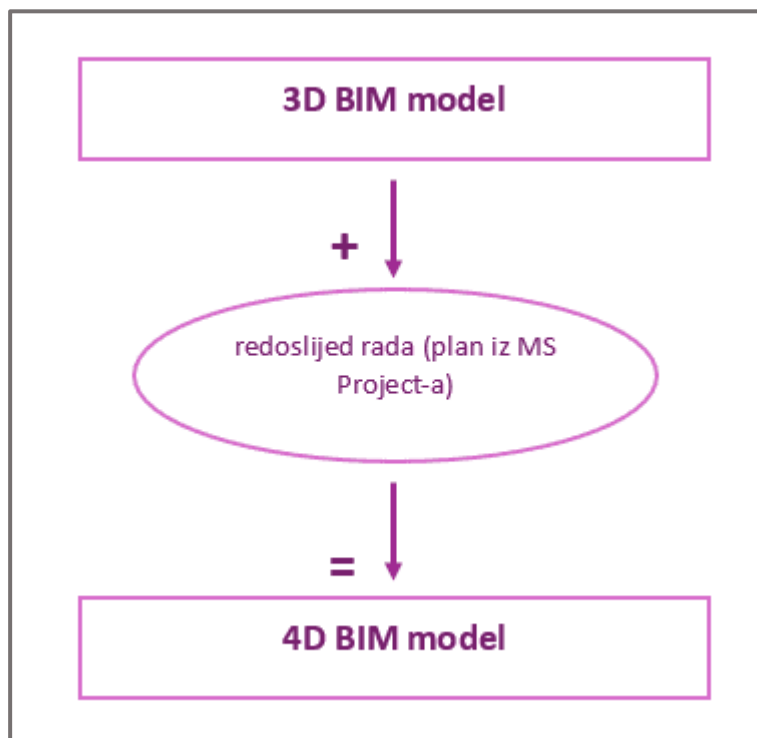 3D BIM model
+
redoslijed rada (plan iz MS
Project-a)
=
4D BIM model